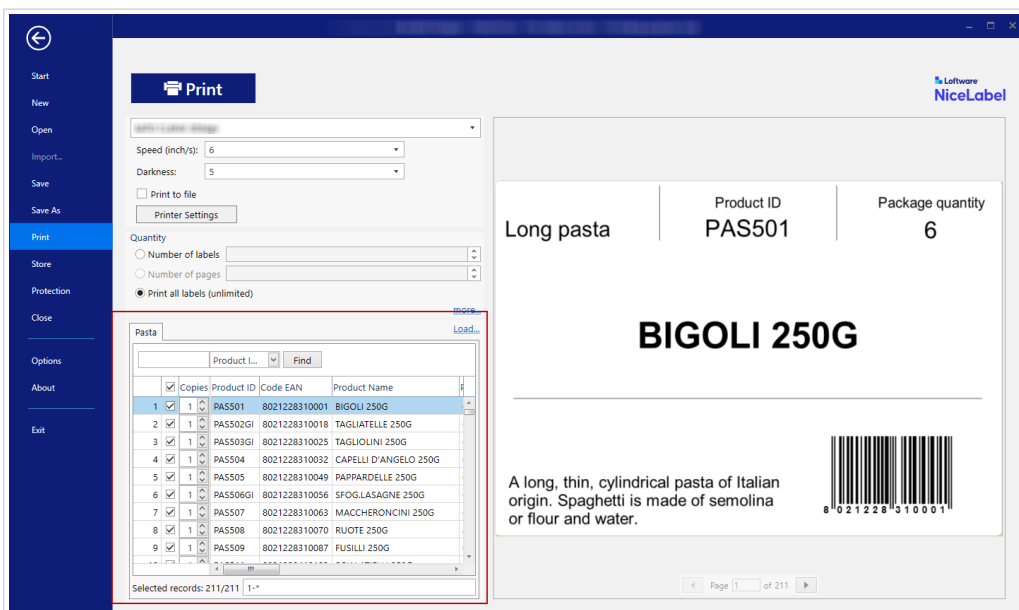 Start
New
Open
Import...
Save
Save As
Print
Store
Protection
Close
Options
About
Exit
Print
Speed (inch/s): 6
Darkness: 5
Print to file
Printer Settings
Quantity
Number of labels
Number of pages
Print all labels (unlimited)
more...
Pasta
Load...
Product I... Find
Copies Product ID Code EAN Product Name
1 1 PAS501 8021228310001 BIGOLI 250G
2 1 PAS502GI 8021228310018 TAGLIATELLE 250G
3 1 PAS503GI 8021228310025 TAGLIOLINI 250G
4 1 PAS504 8021228310032 CAPELLI D'ANGELO 250G
5 1 PAS505 8021228310049 PAPPARDELLE 250G
6 1 PAS506GI 8021228310056 SFOG.LASAGNE 250G
7 1 PAS507 8021228310063 MACCHERONCINI 250G
8 1 PAS508 8021228310070 RUOTE 250G
9 1 PAS509 8021228310087 FUSILLI 250G
Selected records: 211/211 1-*
Loftware
NiceLabel
Long pasta
Product ID
PAS501
Package quantity
6
BIGOLI 250G
A long, thin, cylindrical pasta of Italian
origin. Spaghetti is made of semolina
or flour and water.
8 021228 310001
Page 1 of 211